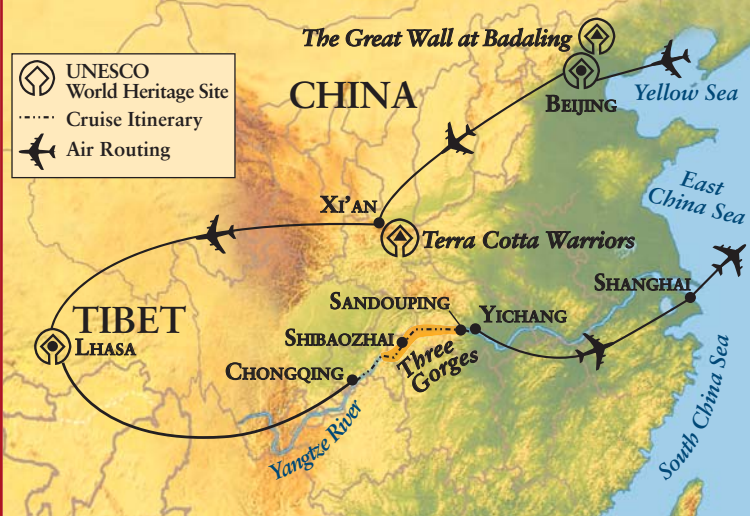 The Great Wall at Badaling
UNESCO
World Heritage Site
Cruise Itinerary
Air Routing
CHINA
BEIJING
Yellow Sea
East
China Sea
XI'AN
Terra Cotta Warriors
SHANGHAI
SANDOUPING
YICHANG
TIBET
LHASA
SHIBAOZHAI
Three
Gorges
CHONGQING
Yangtze River
South China Sea